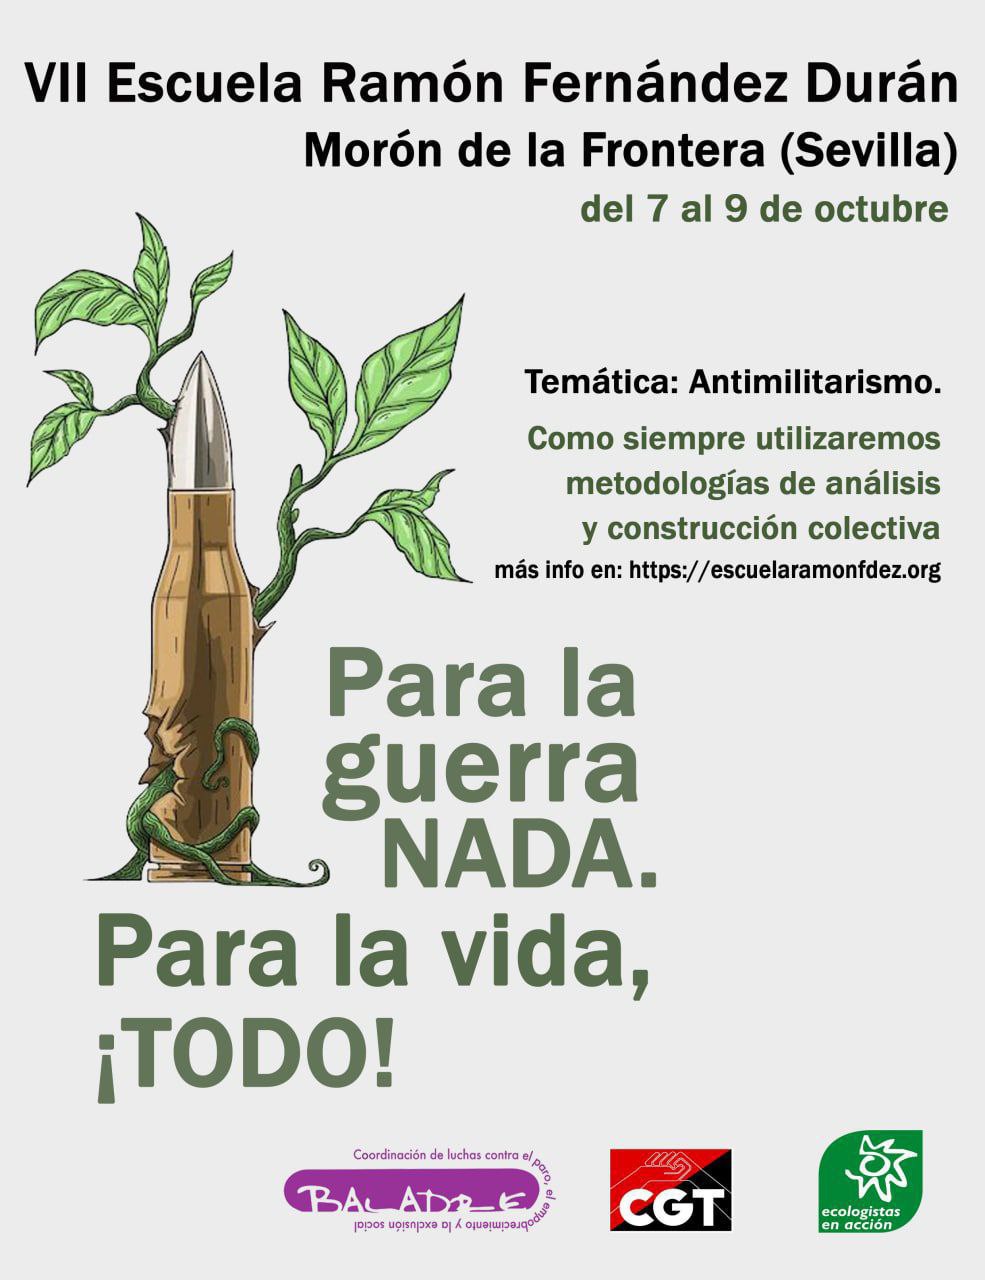 VII Escuela Ramón Fernández Durán
Morón de la Frontera (Sevilla)
del 7 al 9 de octubre
Temática: Antimilitarismo.
Como siempre utilizaremos
metodologías de análisis
y construcción colectiva
más info en: https://escuelaramonfdez.org
Para la
guerra
NADA.
Para la vida,
¡TODO!
Coordinación de luchas contra el paro, el empobrecimiento y la exclusión social
BALADRE
CGT
ecologistas
en acción